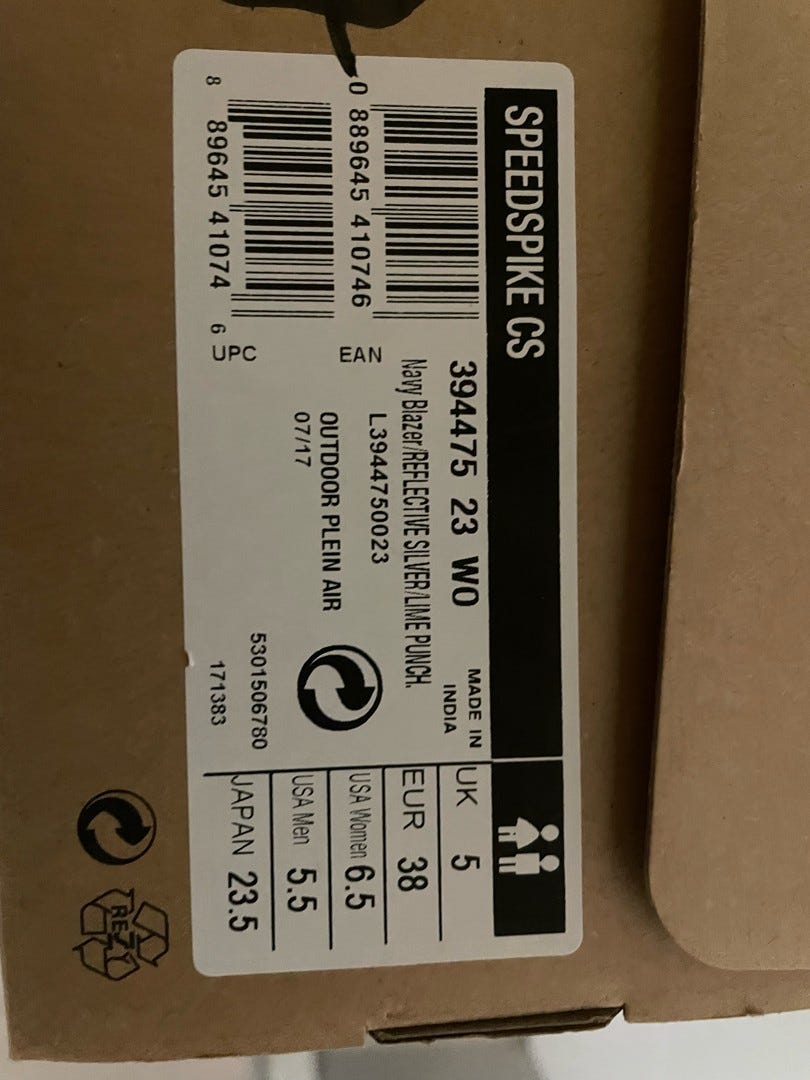 SPEEDSPIKE CS
394475 23 WO
MADE IN
INDIA
Navy Blazer/REFLECTIVE SILVER/LIME PUNCH.
L3944750023
OUTDOOR PLEIN AIR
07/17
0 889645 410746
EAN
8 89645 41074 6
UPC
5301506780
171383
UK 5
EUR 38
USA Women 6.5
USA Men 5.5
JAPAN 23.5